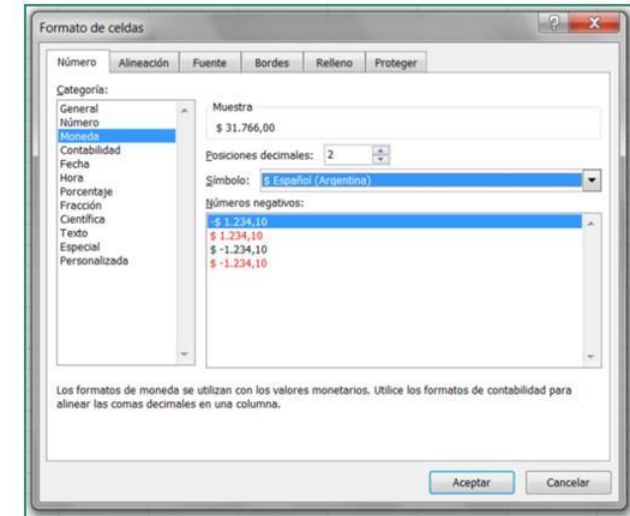 Formato de celdas
Número Alineación Fuente Bordes Relleno Proteger
Categoría:
General
Número
Moneda
Contabilidad
Fecha
Hora
Porcentaje
Fracción
Científica
Texto
Especial
Personalizada
Muestra
$ 31.766,00
Posiciones decimales: 2
Símbolo: $ Español (Argentina)
Números negativos:
-$ 1.234,10
$ 1.234,10
$ -1.234,10
$ -1.234,10
Los formatos de moneda se utilizan con los valores monetarios. Utilice los formatos de contabilidad para
alinear las comas decimales en una columna.
Aceptar Cancelar